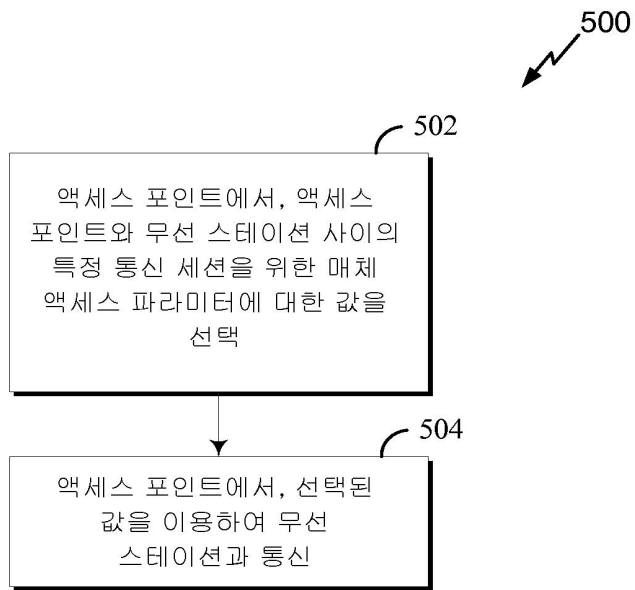 500
502
액세스 포인트에서, 액세스
포인트와 무선 스테이션 사이의
특정 통신 세션을 위한 매체
액세스 파라미터에 대한 값을
선택
504
액세스 포인트에서, 선택된
값을 이용하여 무선
스테이션과 통신